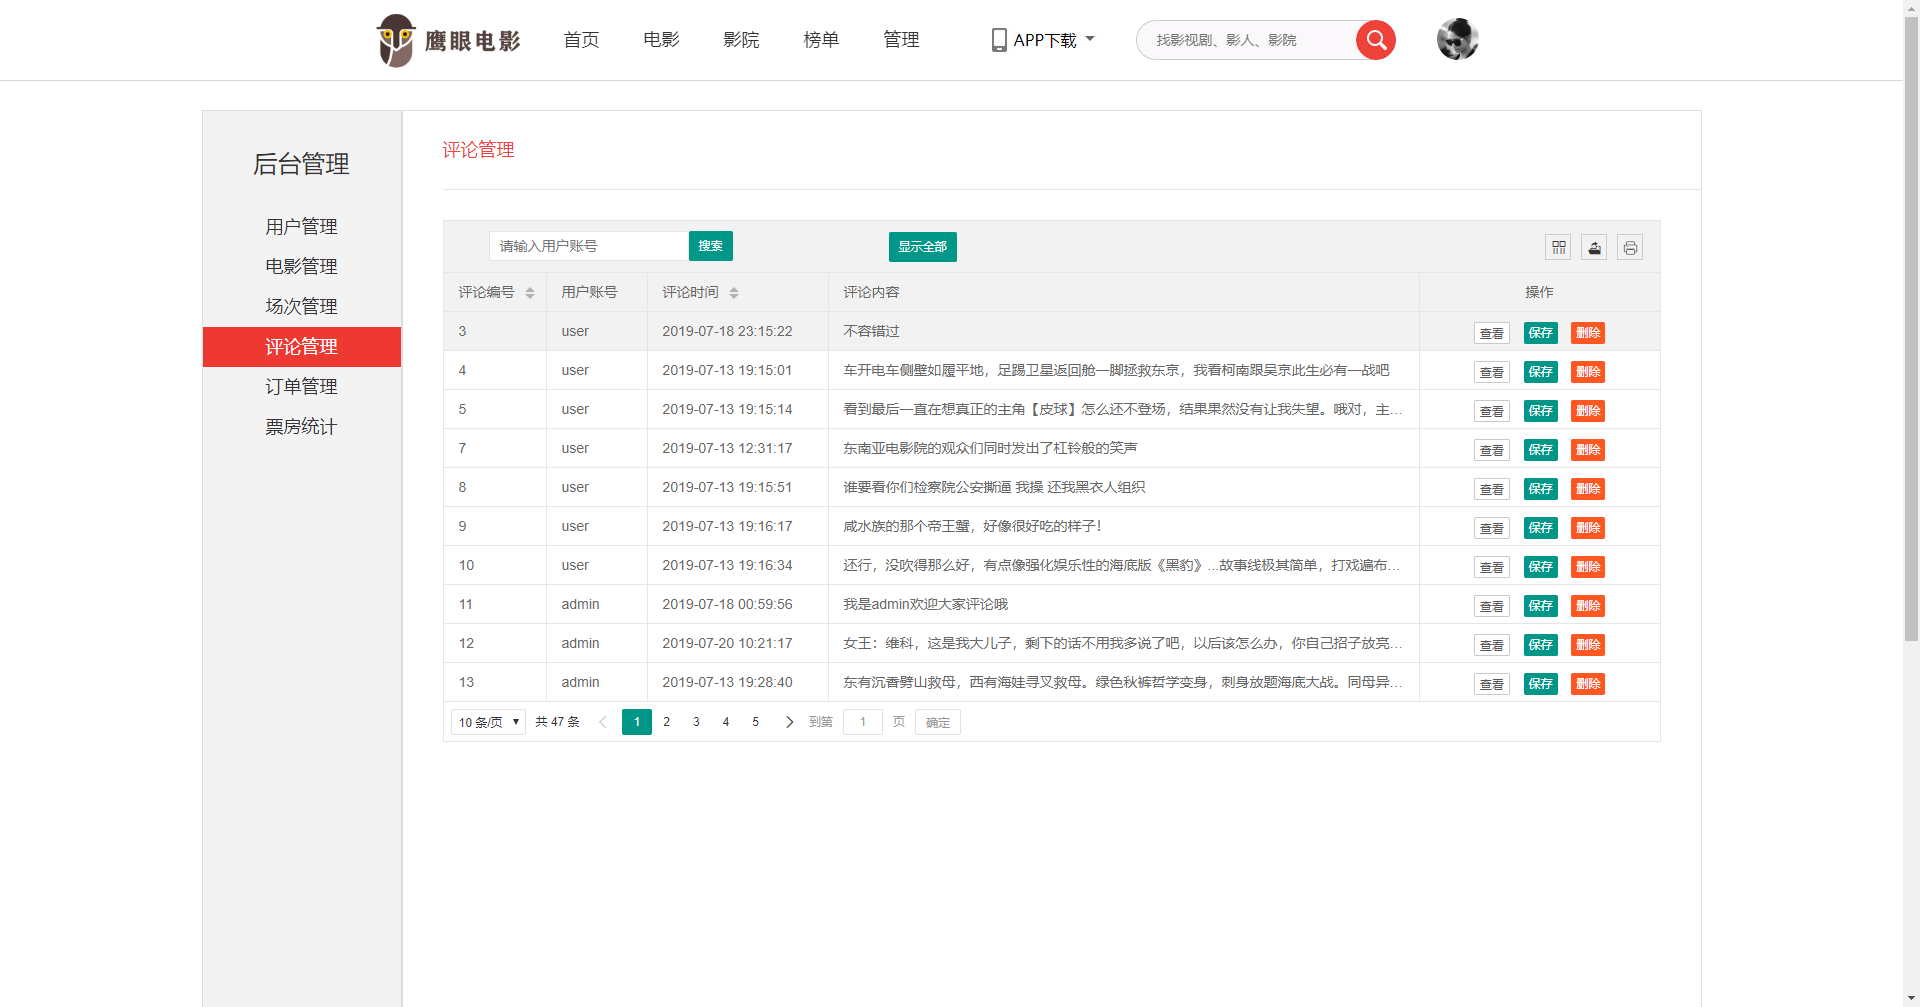 鹰眼电影 首页 电影 影院 榜单 管理 APP下载 找影视剧、影人、影院
后台管理
用户管理
电影管理
场次管理
评论管理
订单管理
票房统计
评论管理
请输入用户账号 搜索 显示全部
评论编号 用户账号 评论时间 评论内容 操作
3 user 2019-07-18 23:15:22 不容错过 查看 保存 删除
4 user 2019-07-13 19:15:01 车开电车侧壁如履平地，足踢卫星返回舱一脚拯救东京，我看柯南跟吴京此生必有一战吧 查看 保存 删除
5 user 2019-07-13 19:15:14 看到最后一直在想真正的主角【皮球】怎么还不登场，结果果然没有让我失望。哦对，主... 查看 保存 删除
7 user 2019-07-13 12:31:17 东南亚电影院的观众们同时发出了杠铃般的笑声 查看 保存 删除
8 user 2019-07-13 19:15:51 谁要看你们检察院公安撕逼 我操 还我黑衣人组织 查看 保存 删除
9 user 2019-07-13 19:16:17 咸水族的那个帝王蟹，好像很好吃的样子！ 查看 保存 删除
10 user 2019-07-13 19:16:34 还行，没吹得那么好，有点像强化娱乐性的海底版《黑豹》...故事线极其简单，打戏遍布... 查看 保存 删除
11 admin 2019-07-18 00:59:56 我是admin欢迎大家评论哦 查看 保存 删除
12 admin 2019-07-20 10:21:17 女王：维科，这是我大儿子，剩下的话不用我多说了吧，以后该怎么办，你自己招子放亮... 查看 保存 删除
13 admin 2019-07-13 19:28:40 东有沉香劈山救母，西有海娃寻叉救母。绿色秋裤哲学变身，刺身放题海底大战。同母异... 查看 保存 删除
10 条/页 共 47 条 1 2 3 4 5 到第 1 页 确定